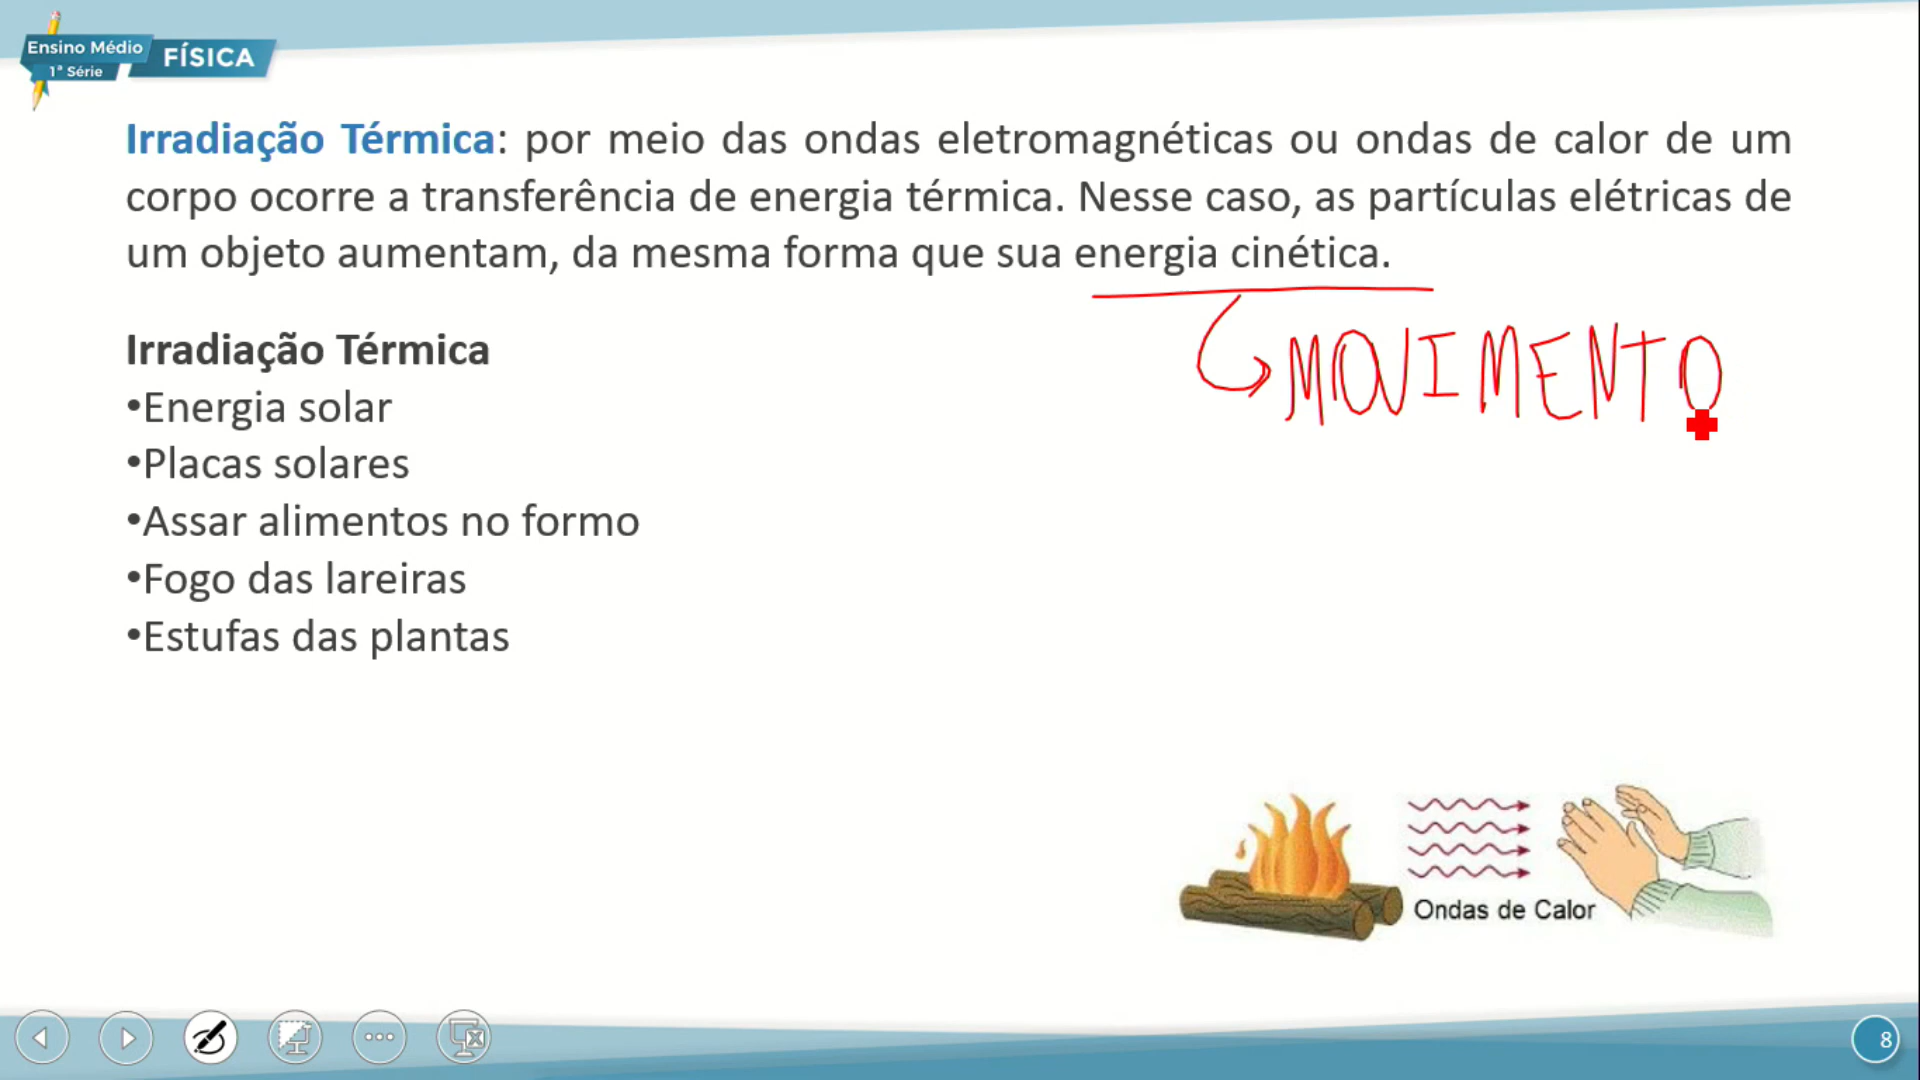 Ensino Médio
1ª Série
FÍSICA
Irradiação Térmica: por meio das ondas eletromagnéticas ou ondas de calor de um
corpo ocorre a transferência de energia térmica. Nesse caso, as partículas elétricas de
um objeto aumentam, da mesma forma que sua energia cinética.
MOVIMENTO
Irradiação Térmica
•Energia solar
•Placas solares
•Assar alimentos no formo
•Fogo das lareiras
•Estufas das plantas
Ondas de Calor
8